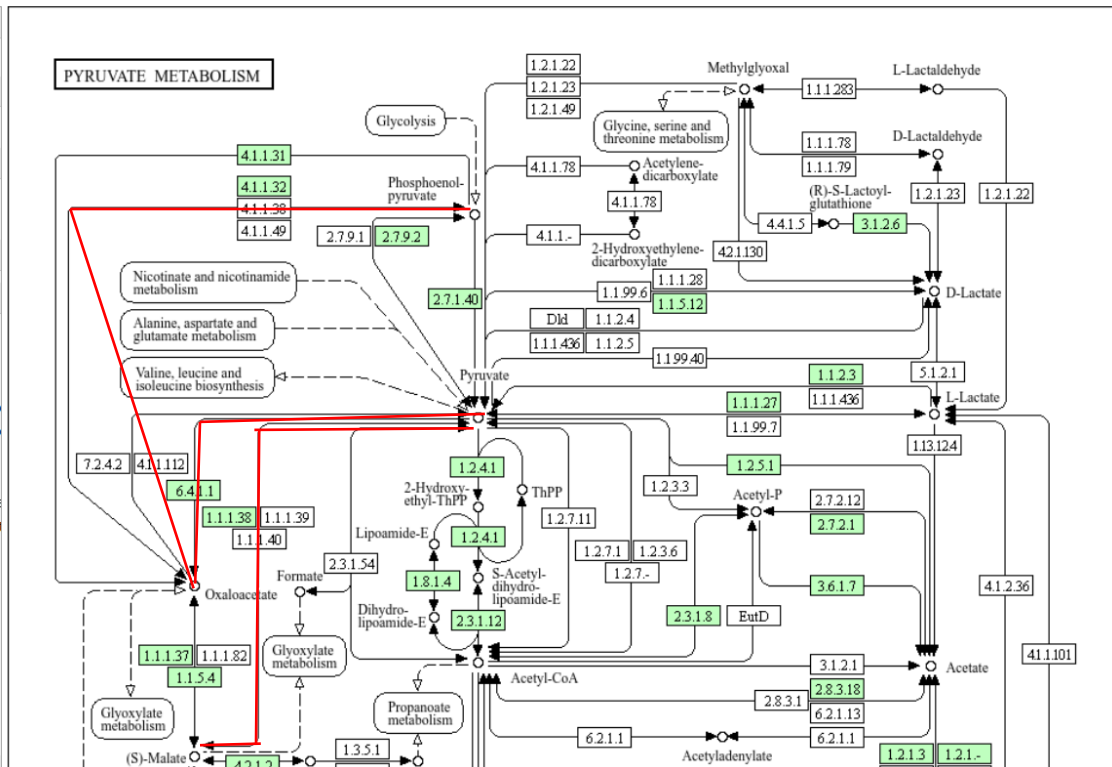 PYRUVATE METABOLISM
1.2.1.22
1.2.1.23
1.2.1.49
Methylglyoxal
1.1.1.283
L-Lactaldehyde
Glycolysis
Glycine, serine and
threonine metabolism
D-Lactaldehyde
1.1.1.78
1.1.1.79
4.1.1.31
4.1.1.32
4.1.1.38
4.1.1.49
Phosphoenol-
pyruvate
4.1.1.78
Acetylene-
dicarboxylate
4.1.1.78
(R)-S-Lactoyl-
glutathione
1.2.1.23
1.2.1.22
2.7.9.1
2.7.9.2
4.1.1.-
2-Hydroxyethylene-
dicarboxylate
4.4.1.5
3.1.2.6
4.2.1.130
Nicotinate and nicotinamide
metabolism
2.7.1.40
1.1.99.6
1.1.1.28
1.1.5.12
D-Lactate
Alanine, aspartate and
glutamate metabolism
Dld
1.1.2.4
1.1.1.436
1.1.2.5
1.1.99.40
Valine, leucine and
isoleucine biosynthesis
Pyruvate
1.1.2.3
1.1.1.436
5.1.2.1
L-Lactate
1.1.1.27
1.1.99.7
1.13.12.4
7.2.4.2
4.1.1.112
6.4.1.1
1.2.4.1
1.2.5.1
1.1.1.38
1.1.1.39
1.1.1.40
2-Hydroxy-
ethyl-ThPP
ThPP
1.2.3.3
Acetyl-P
2.7.2.12
2.7.2.1
1.2.7.11
Lipoamide-E
1.2.4.1
1.2.7.1
1.2.3.6
1.2.7.-
2.3.1.54
Formate
1.8.1.4
S-Acetyl-
dihydro-
lipoamide-E
3.6.1.7
4.1.2.36
Oxaloacetate
Dihydro-
lipoamide-E
2.3.1.12
2.3.1.8
EutD
1.1.1.37
1.1.1.82
1.1.5.4
Glyoxylate
metabolism
4.1.1.101
Acetyl-CoA
3.1.2.1
Acetate
2.8.3.1
2.8.3.18
6.2.1.13
Glyoxylate
metabolism
Propanoate
metabolism
6.2.1.1
6.2.1.1
Acetyladenylate
(S)-Malate
4.2.1.2
1.3.5.1
1.2.1.3
1.2.1.-